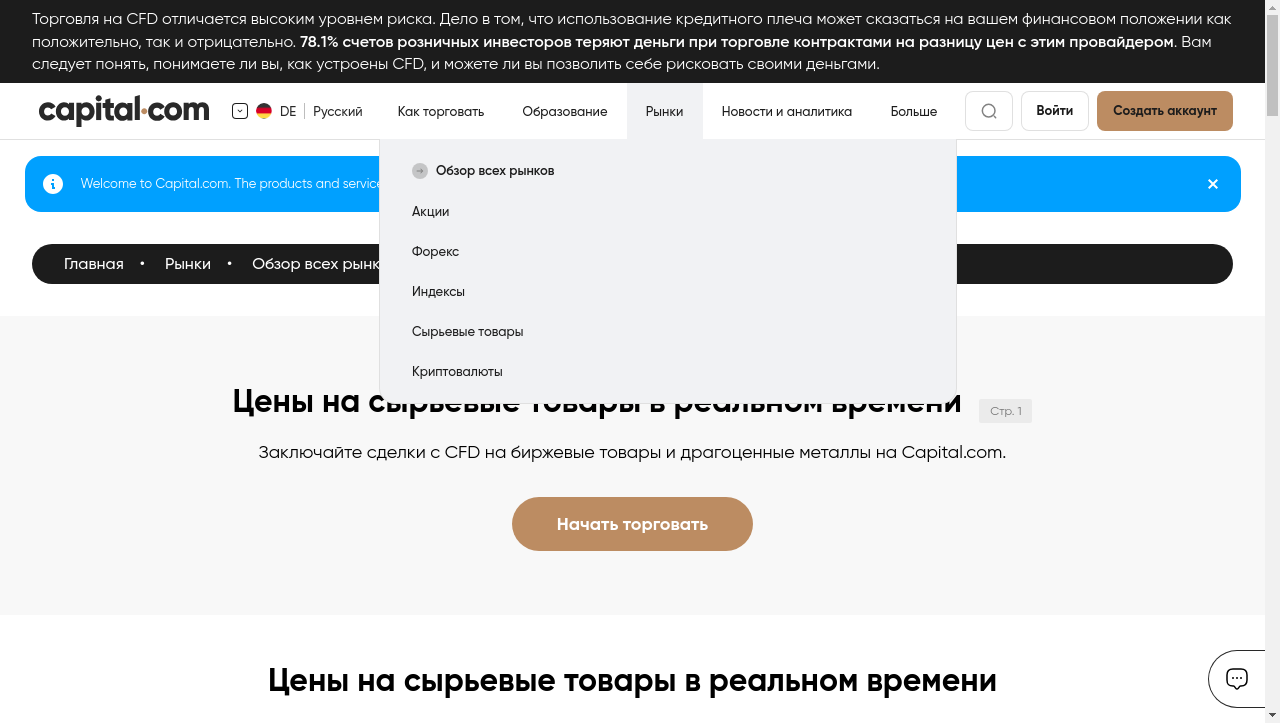 Торговля на CFD отличается высоким уровнем риска. Дело в том, что использование кредитного плеча может сказаться на вашем финансовом положении как
положительно, так и отрицательно. 78.1% счетов розничных инвесторов теряют деньги при торговле контрактами на разницу цен с этим провайдером. Вам
следует понять, понимаете ли вы, как устроены CFD, и можете ли вы позволить себе рисковать своими деньгами.
capital.com DE Русский Как торговать Образование Рынки Новости и аналитика Больше Войти Создать аккаунт
Обзор всех рынков
Welcome to Capital.com. The products and service
Акции
Форекс
Главная • Рынки • Обзор всех рынк
Индексы
Сырьевые товары
Криптовалюты
Цены на сырьевые товары в реальном времени Стр. 1
Заключайте сделки с CFD на биржевые товары и драгоценные металлы на Capital.com.
Начать торговать
Цены на сырьевые товары в реальном времени